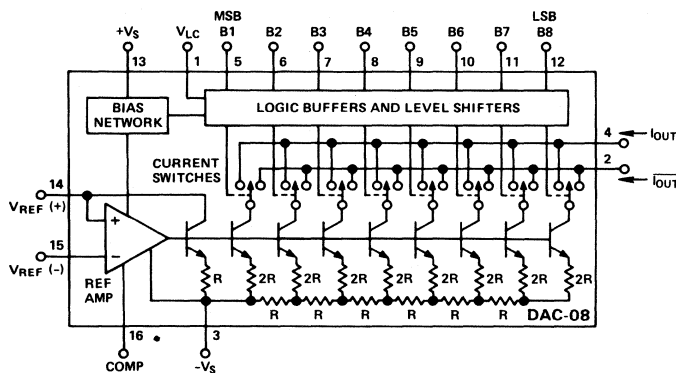 MSB LSB
+VS VLC B1 B2 B3 B4 B5 B6 B7 B8
13 1 5 6 7 8 9 10 11 12
BIAS
NETWORK
LOGIC BUFFERS AND LEVEL SHIFTERS
4 IOUT
CURRENT
SWITCHES
2 IOUT
14
VREF (+)
+
15
VREF (−)
−
REF
AMP
R 2R 2R 2R 2R 2R 2R 2R 2R
R R R R R R
DAC-08
16 3
COMP −VS